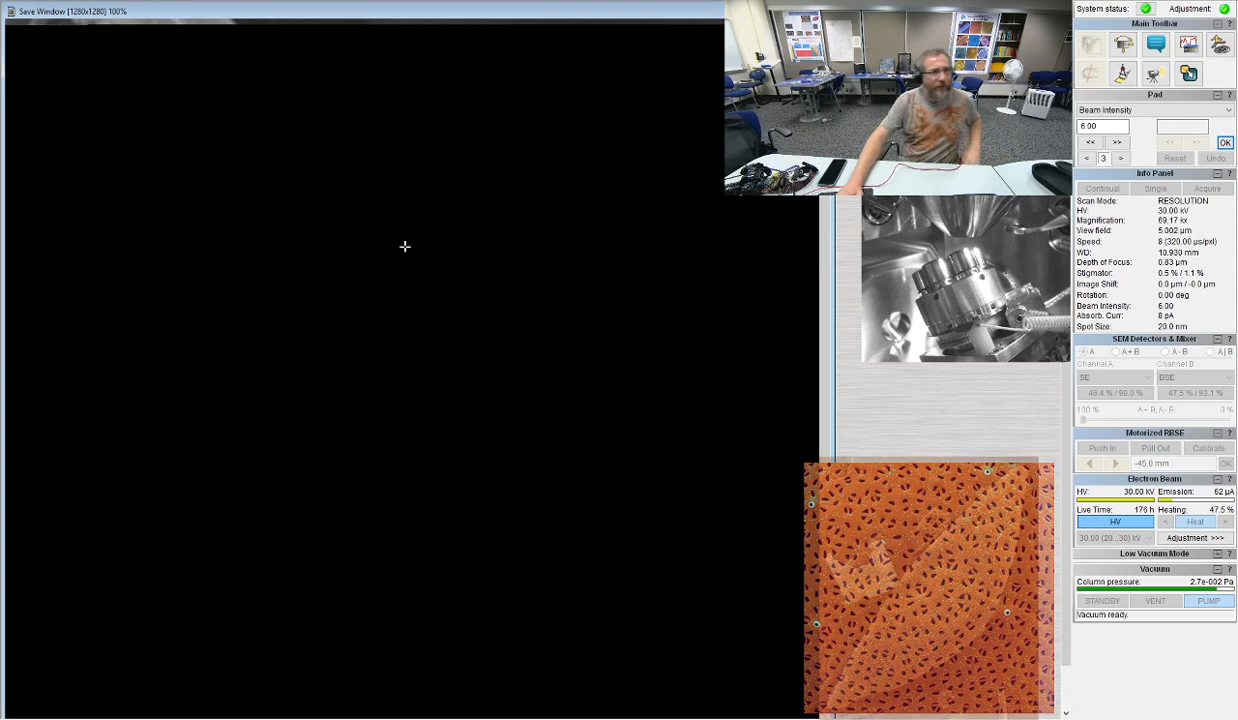 Save Window [1280x1280] 100%
System status: Adjustment:
Main Toolbar
Pad
Beam Intensity
6.00
<< >> << >> OK
< 3 > Reset Undo
Info Panel
Continual Single Acquire
Scan Mode: RESOLUTION
HV: 30.00 kV
Magnification: 69.17 kx
View field: 5.002 µm
Speed: 8 (320.00 µs/pxl)
WD: 10.930 mm
Depth of Focus: 0.83 µm
Stigmator: 0.5 % / 1.1 %
Image Shift: 0.0 µm / -0.0 µm
Rotation: 0.00 deg
Beam Intensity: 6.00
Absorb. Curr: 8 pA
Spot Size: 20.0 nm
SEM Detectors & Mixer
A A + B A - B A | B
Channel A Channel B
SE BSE
46.4 % / 90.0 % 47.5 % / 93.1 %
100 % A + B, A - B 0 %
Motorized RBSE
Push In Pull Out Calibrate
-45.0 mm OK
Electron Beam
HV: 30.00 kV Emission: 62 µA
Live Time: 176 h Heating: 47.5 %
HV < Heat >
30.00 (20...30) kV Adjustment >>>
Low Vacuum Mode
Vacuum
Column pressure: 2.7e-002 Pa
STANDBY VENT PUMP
Vacuum ready.